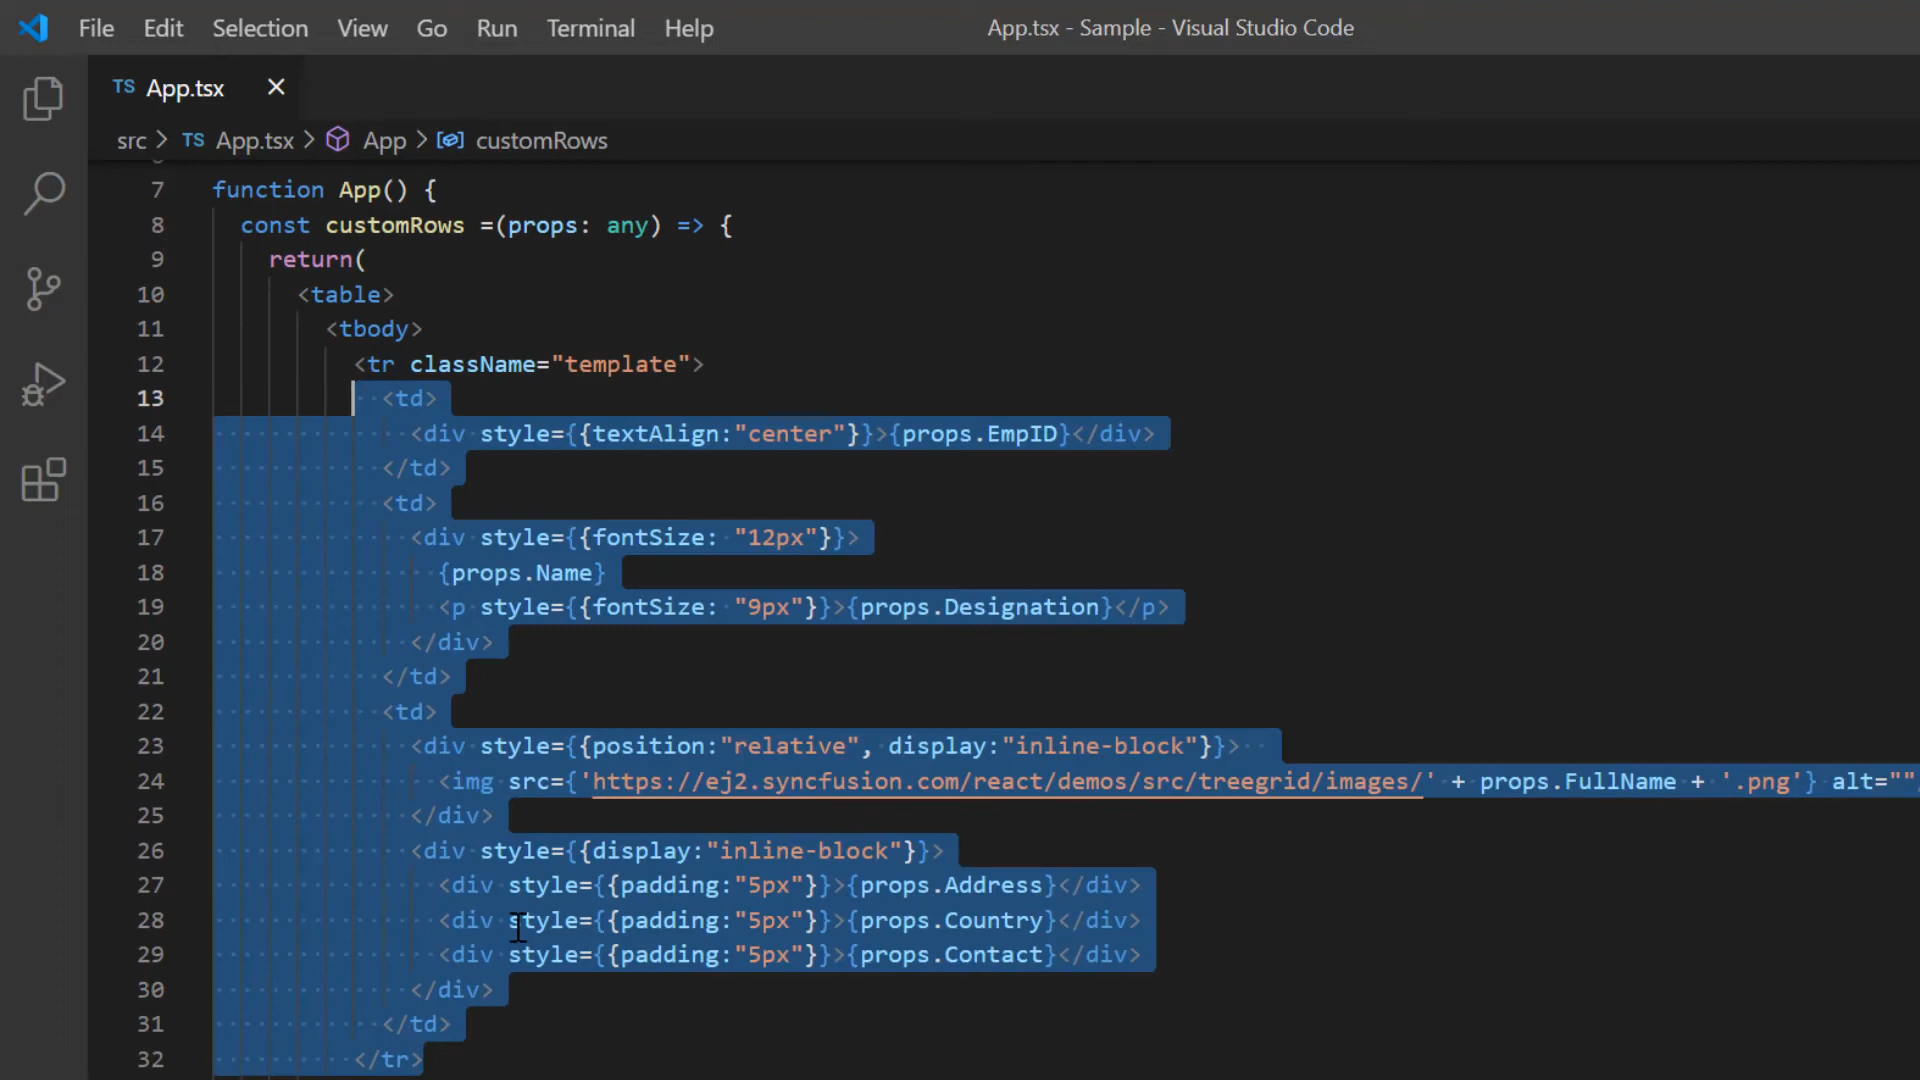 File Edit Selection View Go Run Terminal Help App.tsx - Sample - Visual Studio Code
TS App.tsx ×
src > TS App.tsx > App > customRows
7 function App() {
8 const customRows =(props: any) => {
9 return(
10 <table>
11 <tbody>
12 <tr className="template">
13 <td>
14 <div style={{textAlign:"center"}}>{props.EmpID}</div>
15 </td>
16 <td>
17 <div style={{fontSize: "12px"}}>
18 {props.Name}
19 <p style={{fontSize: "9px"}}>{props.Designation}</p>
20 </div>
21 </td>
22 <td>
23 <div style={{position:"relative", display:"inline-block"}}>
24 <img src={'https://ej2.syncfusion.com/react/demos/src/treegrid/images/' + props.FullName + '.png'} alt=""
25 </div>
26 <div style={{display:"inline-block"}}>
27 <div style={{padding:"5px"}}>{props.Address}</div>
28 <div style={{padding:"5px"}}>{props.Country}</div>
29 <div style={{padding:"5px"}}>{props.Contact}</div>
30 </div>
31 </td>
32 </tr>